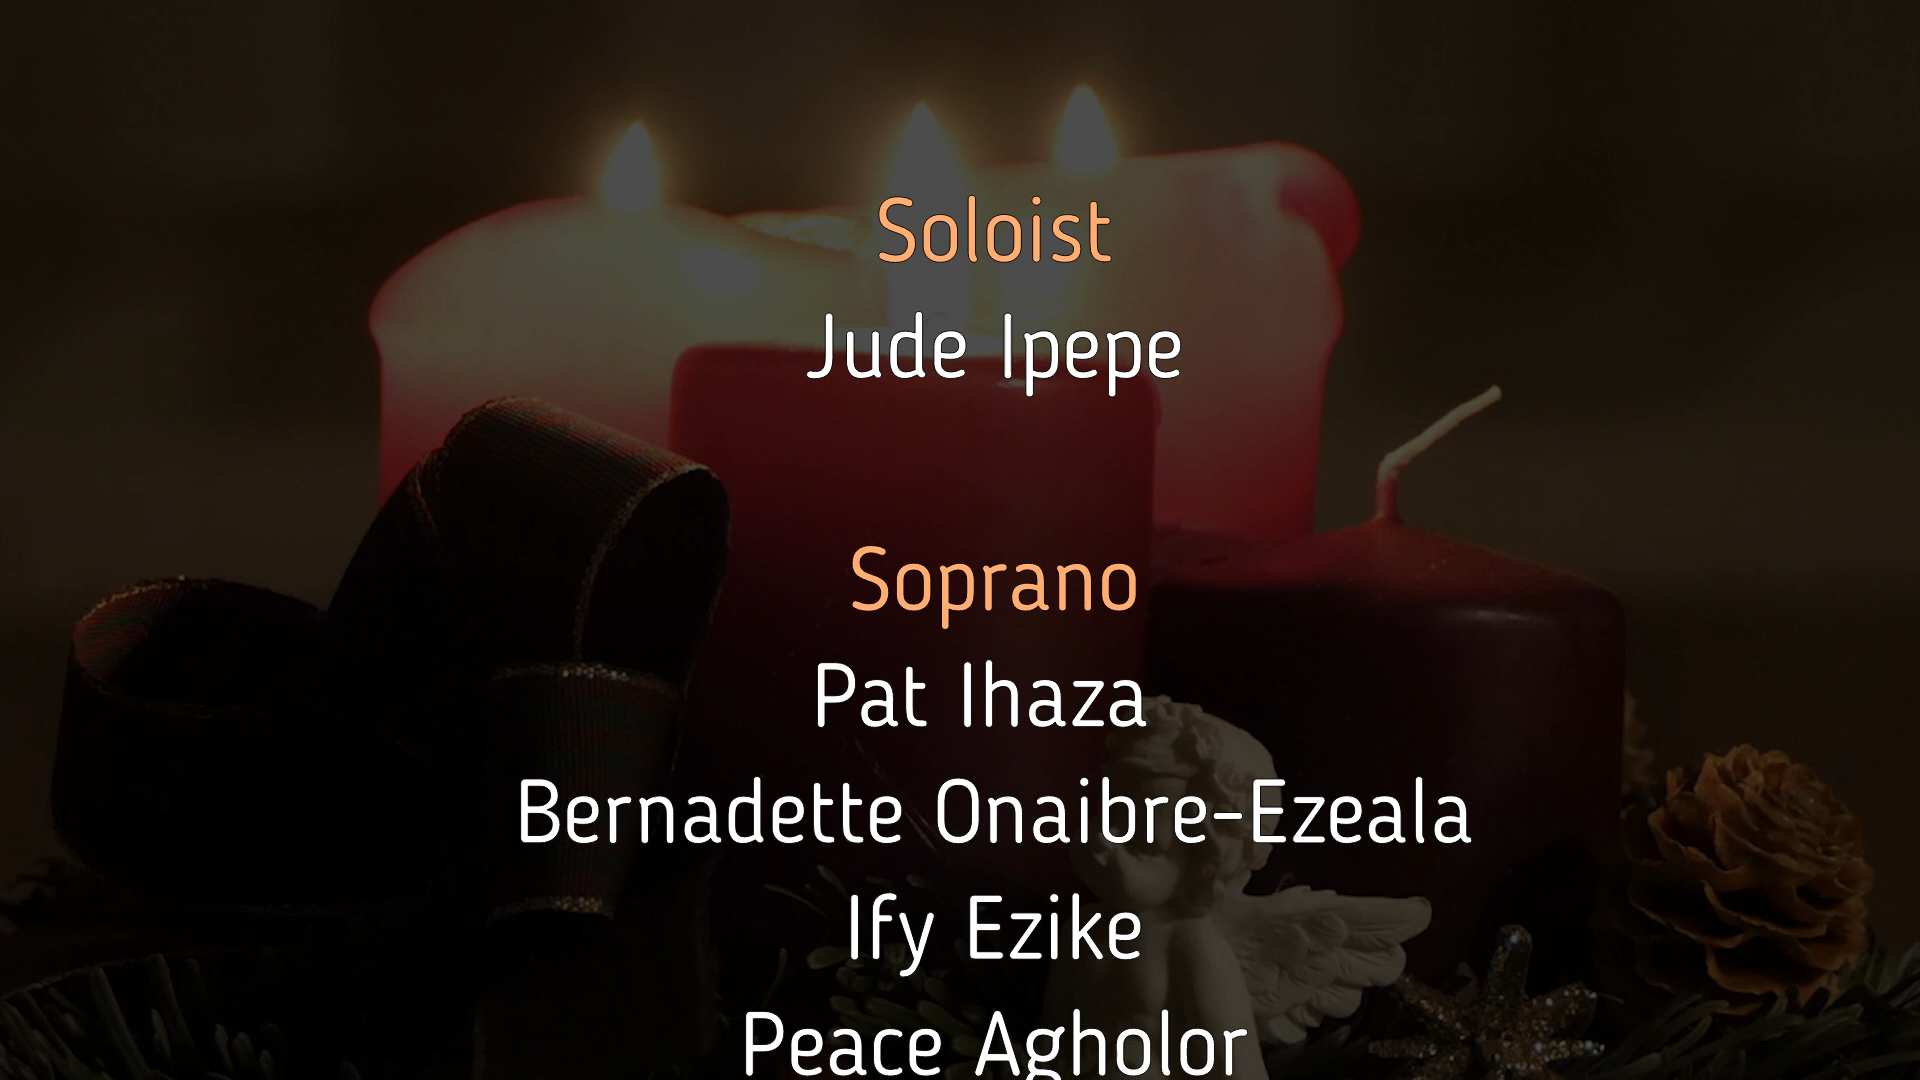 Soloist
Jude Ipepe
Soprano
Pat Ihaza
Bernadette Onaibre-Ezeala
Ify Ezike
Peace Agholor